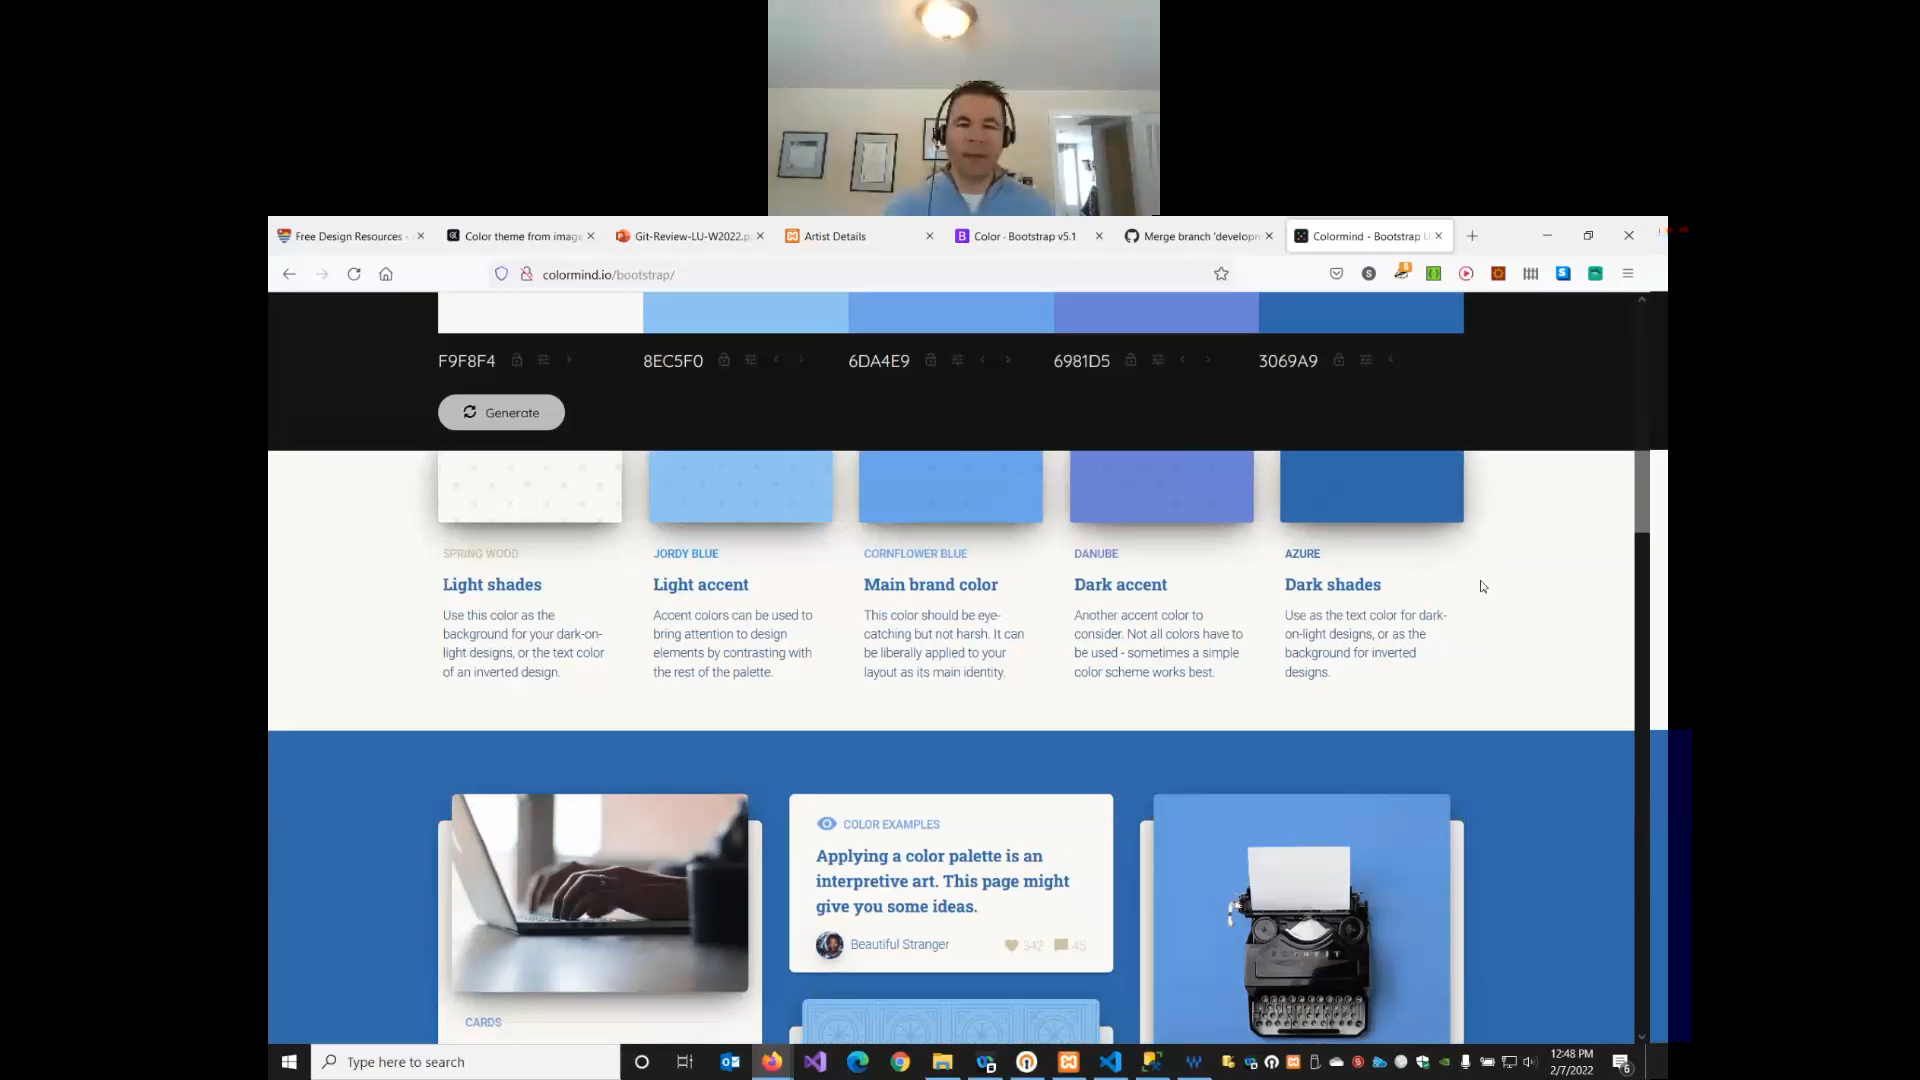 Free Design Resources -
Color theme from image
Git-Review-LU-W2022.p
Artist Details
Color · Bootstrap v5.1
Merge branch 'develop
Colormind - Bootstrap U
colormind.io/bootstrap/
F9F8F4
8EC5F0
6DA4E9
6981D5
3069A9
Generate
SPRING WOOD
JORDY BLUE
CORNFLOWER BLUE
DANUBE
AZURE
Light shades
Light accent
Main brand color
Dark accent
Dark shades
Use this color as the
background for your dark-on-
light designs, or the text color
of an inverted design.
Accent colors can be used to
bring attention to design
elements by contrasting with
the rest of the palette.
This color should be eye-
catching but not harsh. It can
be liberally applied to your
layout as its main identity.
Another accent color to
consider. Not all colors have to
be used - sometimes a simple
color scheme works best.
Use as the text color for dark-
on-light designs, or as the
background for inverted
designs.
COLOR EXAMPLES
Applying a color palette is an
interpretive art. This page might
give you some ideas.
Beautiful Stranger
342
45
CARDS
Type here to search
12:48 PM
2/7/2022